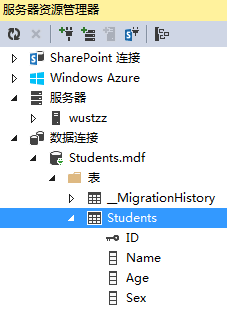 服务器资源管理器
SharePoint 连接
Windows Azure
服务器
wustzz
数据连接
Students.mdf
表
__MigrationHistory
Students
ID
Name
Age
Sex